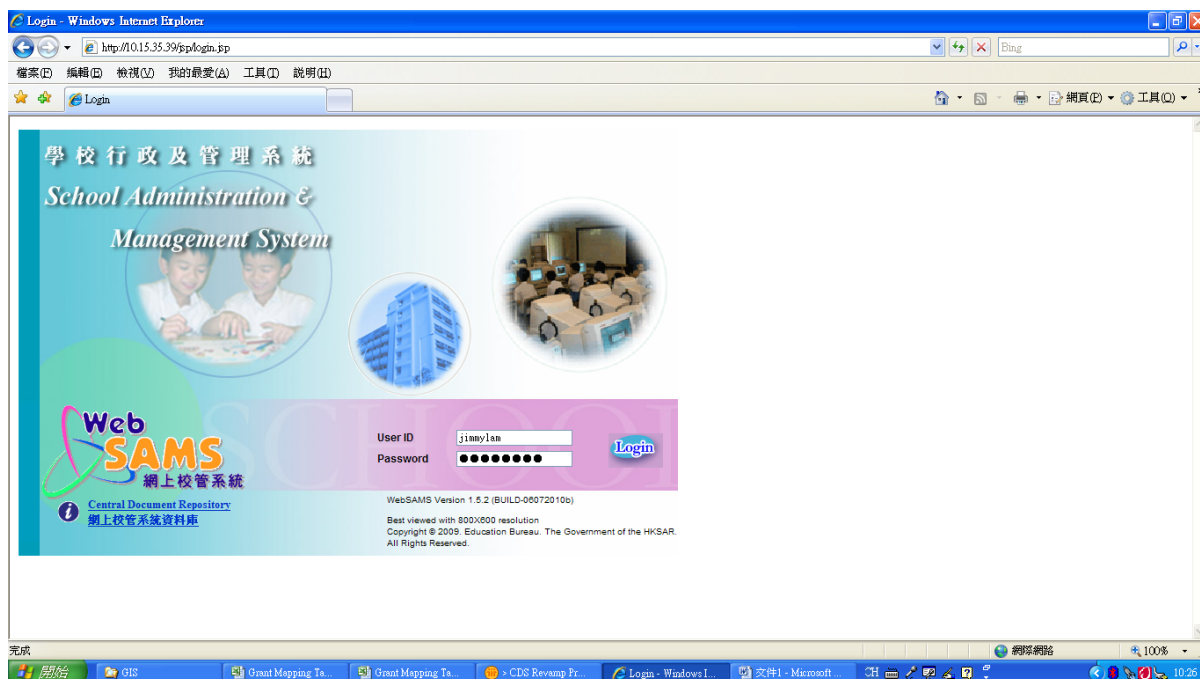 Login - Windows Internet Explorer
http://10.15.35.39/jsp/login.jsp
Bing
檔案(F) 編輯(E) 檢視(V) 我的最愛(A) 工具(T) 說明(H)
Login
網頁(P) 工具(O)
學校行政及管理系統
School Administration &
Management System
SCHOOL
Web
SAMS
網上校管系統
User ID jimmylam
Password ●●●●●●●●
Login
Central Document Repository
網上校管系統資料庫
WebSAMS Version 1.5.2 (BUILD-06072010b)
Best viewed with 800X600 resolution
Copyright © 2009. Education Bureau. The Government of the HKSAR.
All Rights Reserved.
完成
網際網路
100%
開始
GIS
Grant Mapping Ta...
Grant Mapping Ta...
> CDS Revamp Pr...
Login - Windows I...
文件1 - Microsoft ...
CH
10:26